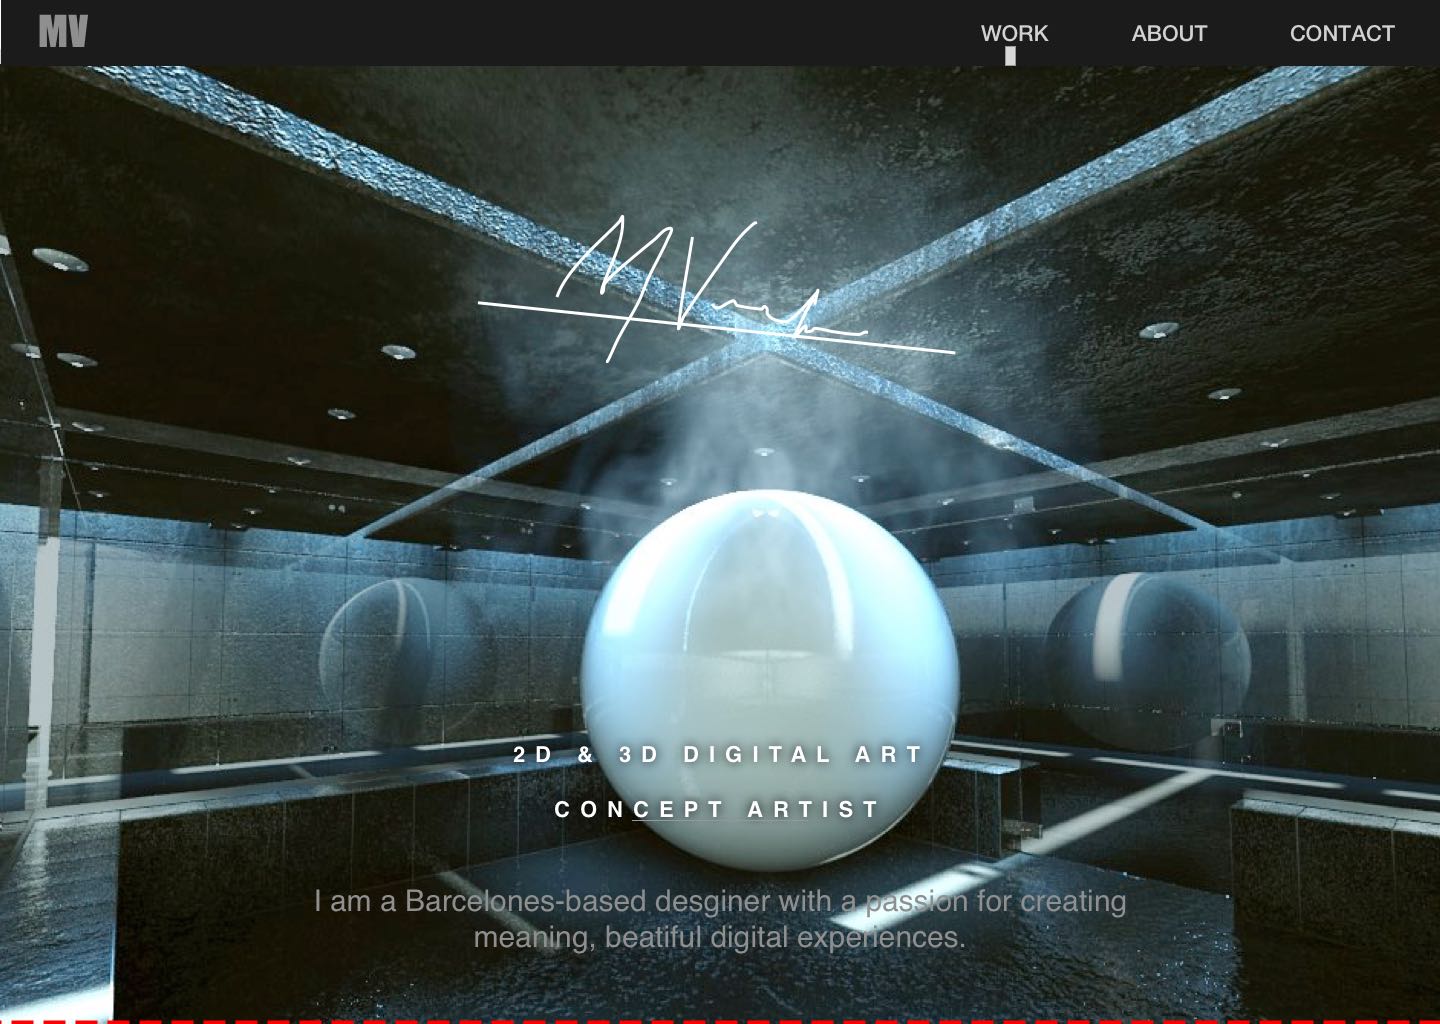 MV
WORK
ABOUT
CONTACT
2D & 3D DIGITAL ART
CONCEPT ARTIST
I am a Barcelones-based desginer with a passion for creating
meaning, beatiful digital experiences.